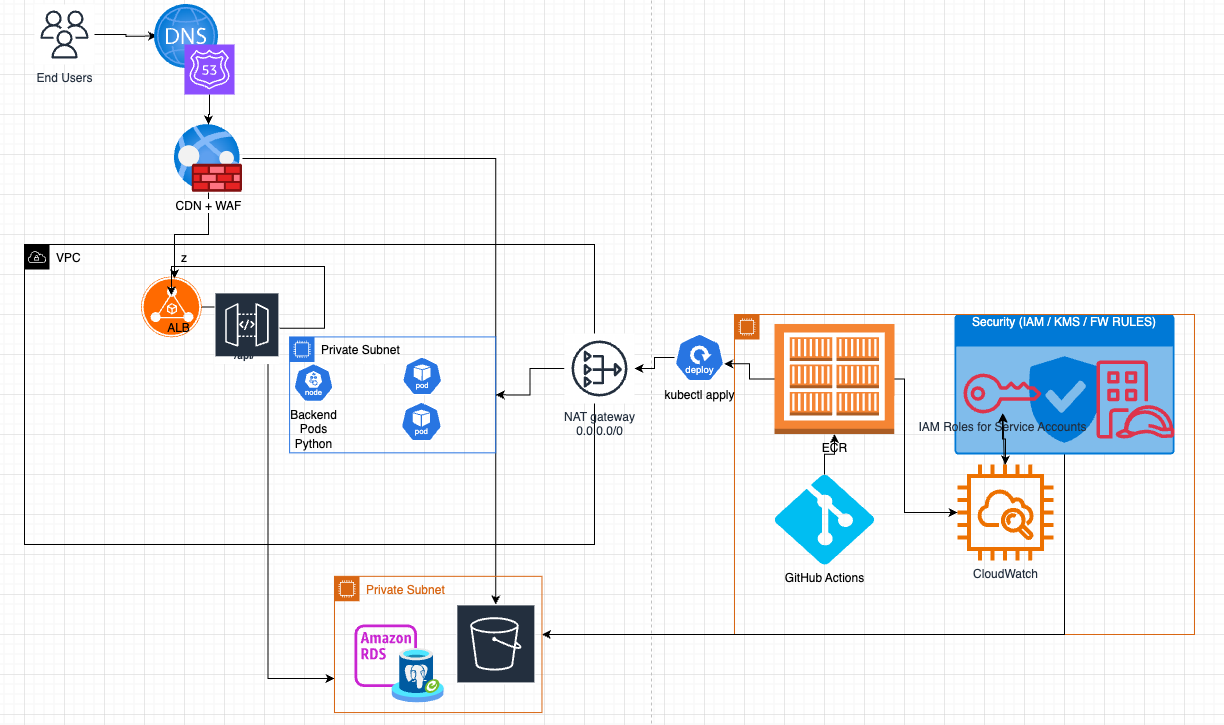 DNS
53
End Users
CDN + WAF
VPC
z
ALB
/api/
Private Subnet
node
pod
Backend
Pods
Python
pod
NAT gateway
0.0.0.0/0
deploy
kubectl apply
ECR
GitHub Actions
Security (IAM / KMS / FW RULES)
IAM Roles for Service Accounts
CloudWatch
Private Subnet
Amazon
RDS